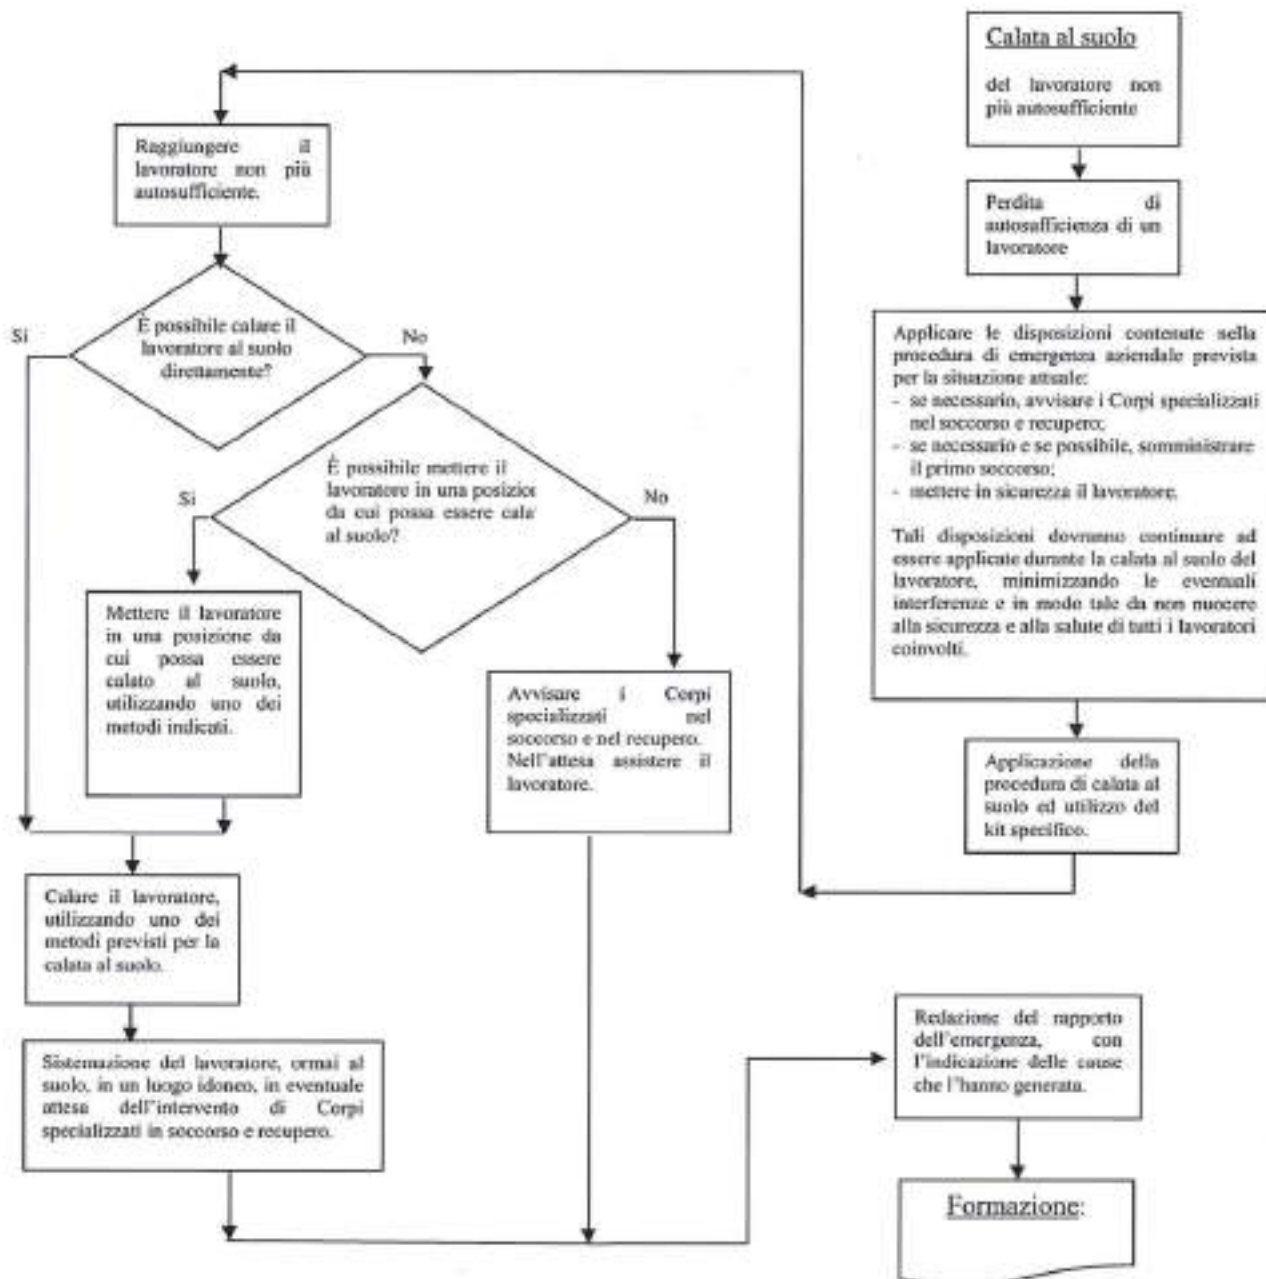 Calata al suolo
del lavoratore non
più autosufficiente
Perdita di
autosufficienza di un
lavoratore
Applicare le disposizioni contenute nella
procedura di emergenza aziendale prevista
per la situazione attuale:
- se necessario, avvisare i Corpi specializzati
nel soccorso e recupero;
- se necessario e se possibile, somministrare
il primo soccorso;
- mettere in sicurezza il lavoratore.
Tali disposizioni dovranno continuare ad
essere applicate durante la calata al suolo del
lavoratore, minimizzando le eventuali
interferenze e in modo tale da non nuocere
alla sicurezza e alla salute di tutti i lavoratori
coinvolti.
Applicazione della
procedura di calata al
suolo ed utilizzo del
kit specifico.
Raggiungere il
lavoratore non più
autosufficiente.
È possibile calare il
lavoratore al suolo
direttamente?
Si
No
È possibile mettere il
lavoratore in una posizion
da cui possa essere cala
al suolo?
Si
No
Mettere il lavoratore
in una posizione da
cui possa essere
calato al suolo,
utilizzando uno dei
metodi indicati.
Avvisare i Corpi
specializzati nel
soccorso e nel recupero.
Nell'attesa assistere il
lavoratore.
Calare il lavoratore,
utilizzando uno dei
metodi previsti per la
calata al suolo.
Sistemazione del lavoratore, ormai al
suolo, in un luogo idoneo, in eventuale
attesa dell'intervento di Corpi
specializzati in soccorso e recupero.
Redazione del rapporto
dell'emergenza, con
l'indicazione delle cause
che l'hanno generata.
Formazione: